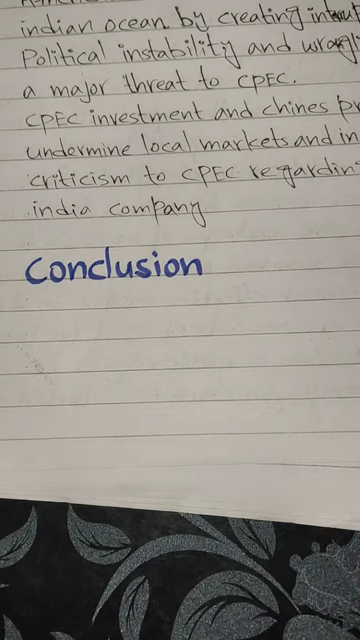 indian ocean by creating
Political instability and
a major threat to CPEC.
CPEC investment and chines
undermine local markets and in
criticism to CPEC regardin
india company
Conclusion